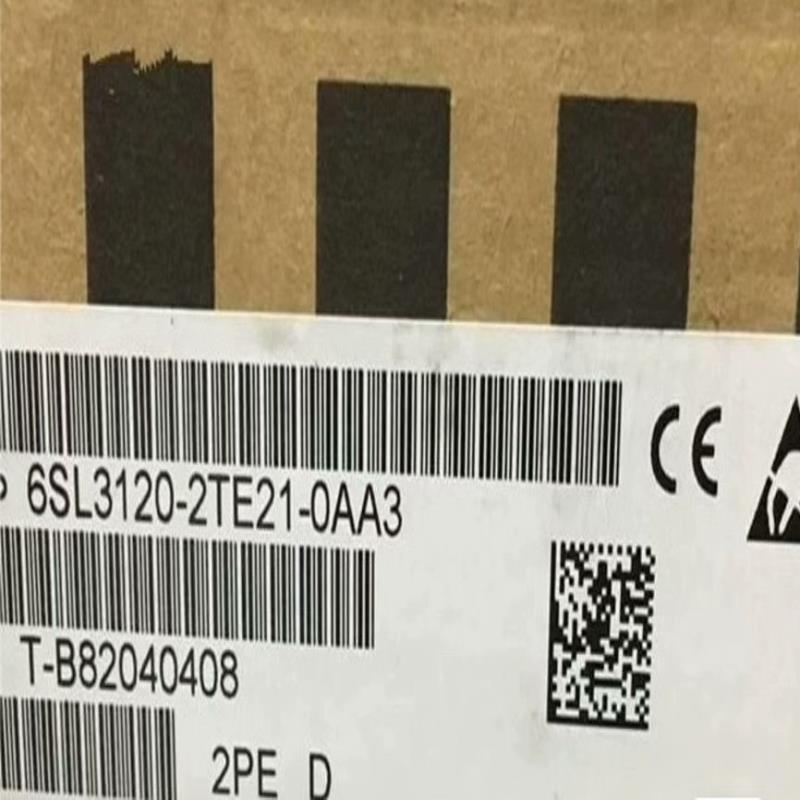 P 6SL3120-2TE21-0AA3
CE
T-B82040408
2PE D